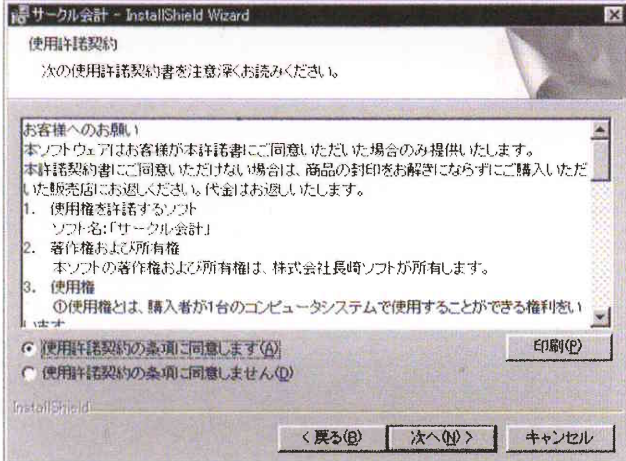 サークル会計 - InstallShield Wizard
使用許諾契約
次の使用許諾契約書を注意深くお読みください。
お客様へのお願い
本ソフトウェアはお客様が本許諾書にご同意いただいた場合のみ提供いたします。
本許諾契約書にご同意いただけない場合は、商品の封印をお解きにならずにご購入いただ
いた販売店にお返しください。代金はお返しいたします。
1. 使用権を許諾するソフト
ソフト名:「サークル会計」
2. 著作権および所有権
本ソフトの著作権および所有権は、株式会社長崎ソフトが所有します。
3. 使用権
①使用権とは、購入者が1台のコンピュータシステムで使用することができる権利をい
います
使用許諾契約の条項に同意します(A)
印刷(P)
使用許諾契約の条項に同意しません(D)
InstallShield
< 戻る(B)
次へ(N) >
キャンセル